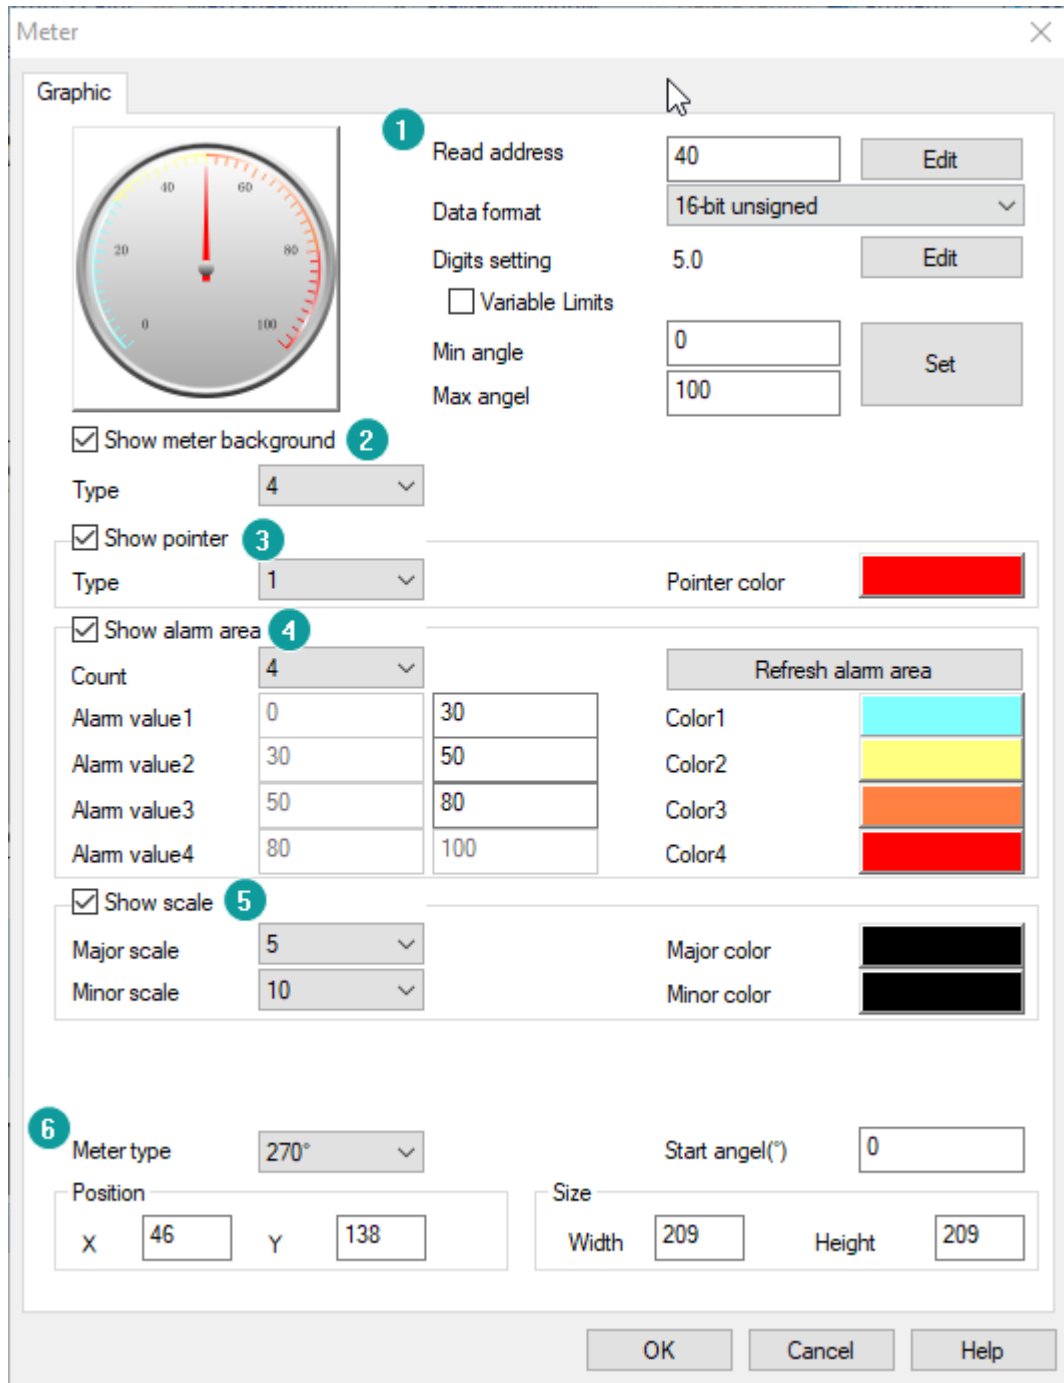 Meter
Graphic
1
Read address 40 Edit
Data format 16-bit unsigned
Digits setting 5.0 Edit
Variable Limits
Min angle 0 Set
Max angel 100
40 60
20 80
0 100
Show meter background 2
Type 4
Show pointer 3
Type 1 Pointer color
Show alarm area 4
Count 4 Refresh alarm area
Alarm value1 0 30 Color1
Alarm value2 30 50 Color2
Alarm value3 50 80 Color3
Alarm value4 80 100 Color4
Show scale 5
Major scale 5 Major color
Minor scale 10 Minor color
6
Meter type 270° Start angel(°) 0
Position Size
X 46 Y 138 Width 209 Height 209
OK Cancel Help